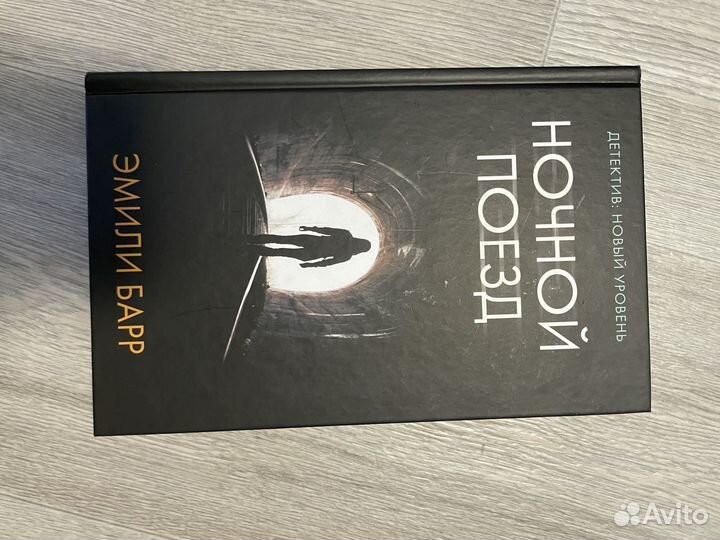 ДЕТЕКТИВ: НОВЫЙ УРОВЕНЬ
НОЧНОЙ
ПОЕЗД
ЭМИЛИ БАРР
Avito